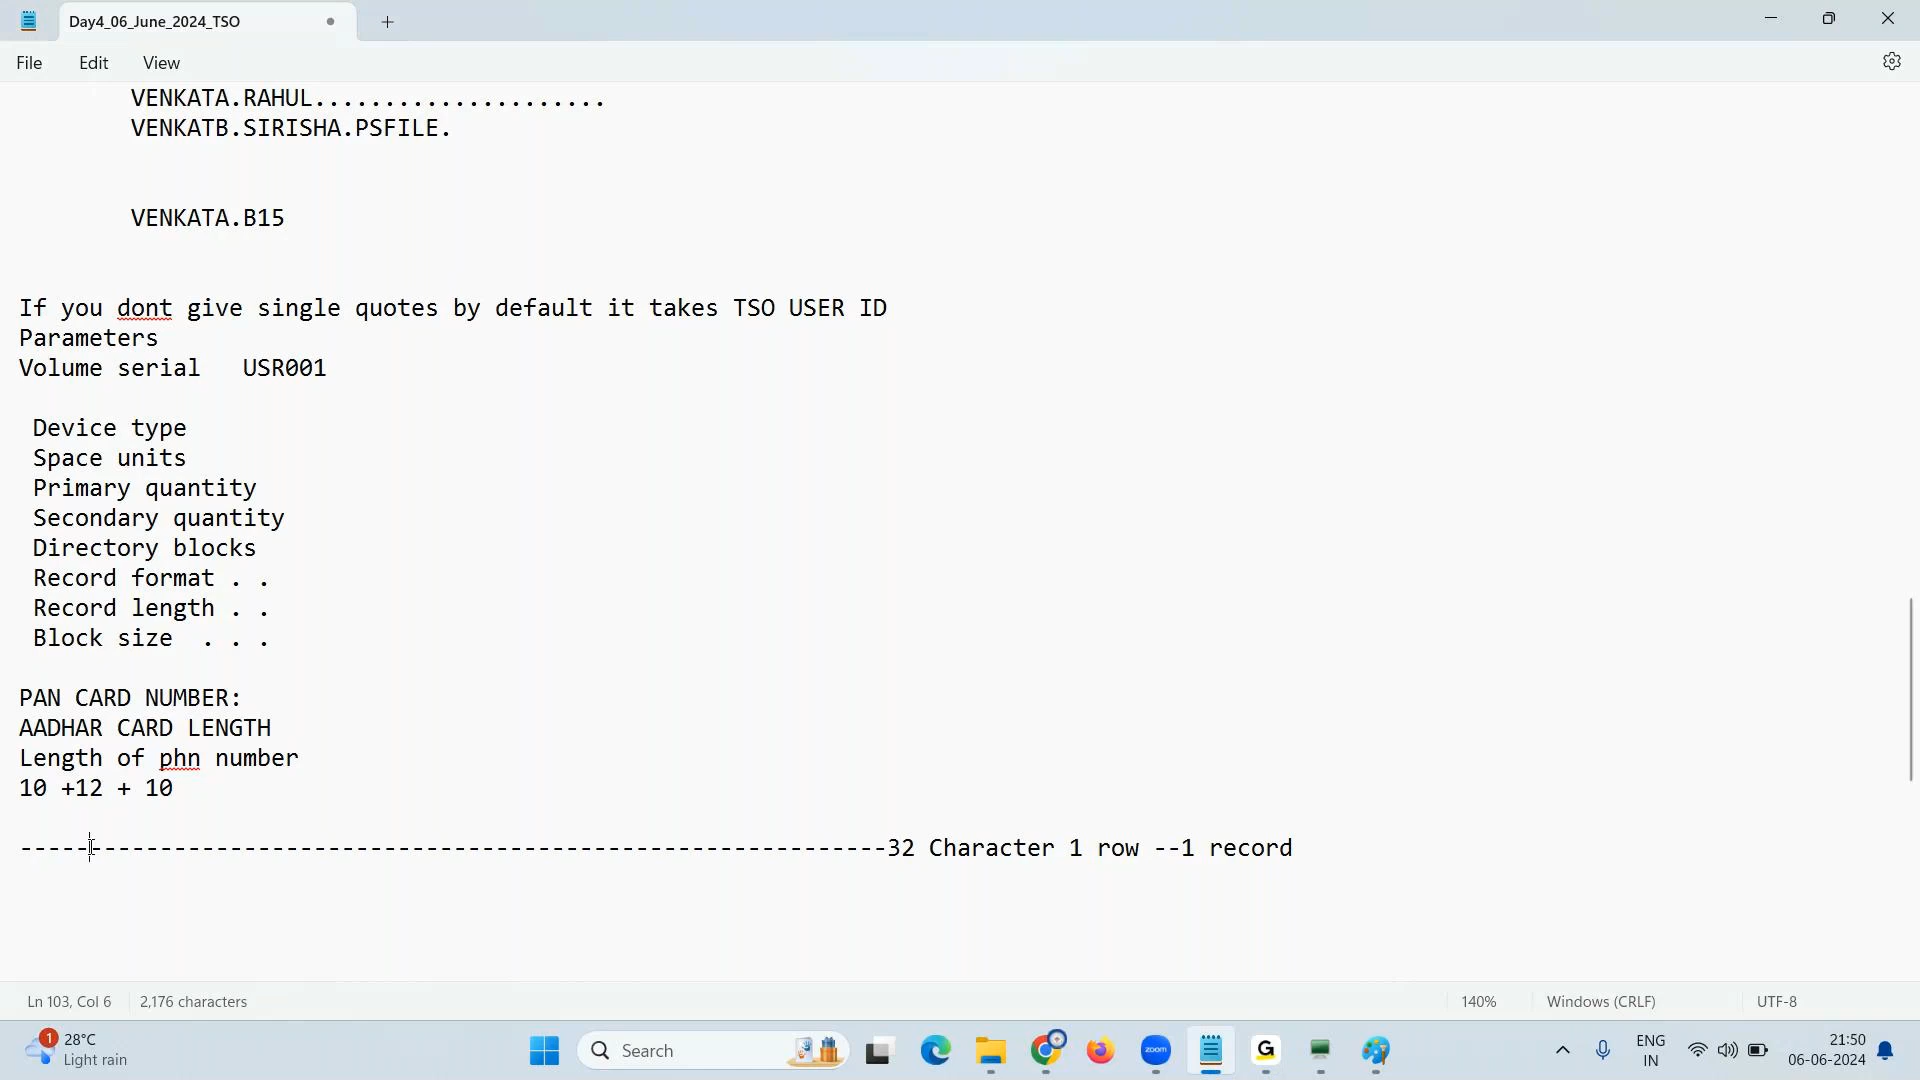 Day4_06_June_2024_TSO
File Edit View
VENKATA.RAHUL.....................
VENKATB.SIRISHA.PSFILE.
VENKATA.B15
If you dont give single quotes by default it takes TSO USER ID
Parameters
Volume serial   USR001
Device type
Space units
Primary quantity
Secondary quantity
Directory blocks
Record format . .
Record length . .
Block size  . . .
PAN CARD NUMBER:
AADHAR CARD LENGTH
Length of phn number
10 +12 + 10
--------------------------------------------------------------32 Character 1 row --1 record
Ln 103, Col 6 2,176 characters 140% Windows (CRLF) UTF-8
1 28°C
Light rain
Search
zoom
G
ENG
IN
21:50
06-06-2024